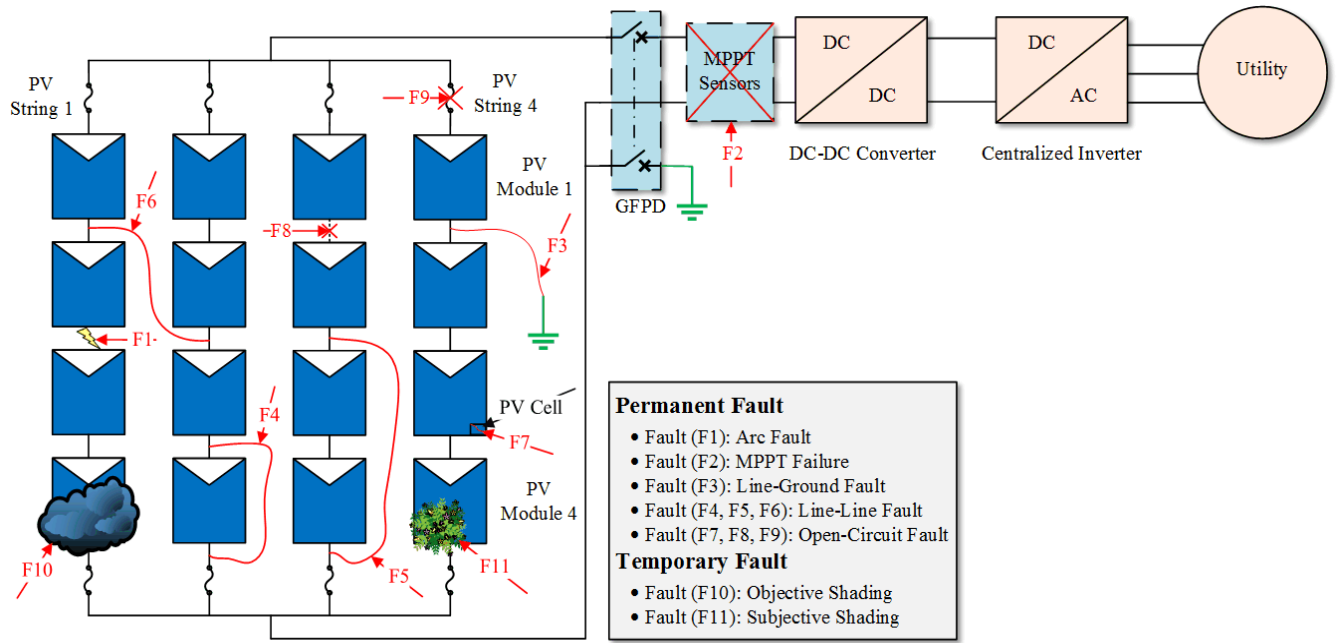 PV
String 1
F9
PV
String 4
MPPT
Sensors
DC
DC
DC
AC
Utility
F2
DC-DC Converter
Centralized Inverter
GFPD
PV
Module 1
F6
F8
F3
F1
F4
PV Cell
F7
PV
Module 4
F10
F5
F11
Permanent Fault
• Fault (F1): Arc Fault
• Fault (F2): MPPT Failure
• Fault (F3): Line-Ground Fault
• Fault (F4, F5, F6): Line-Line Fault
• Fault (F7, F8, F9): Open-Circuit Fault
Temporary Fault
• Fault (F10): Objective Shading
• Fault (F11): Subjective Shading